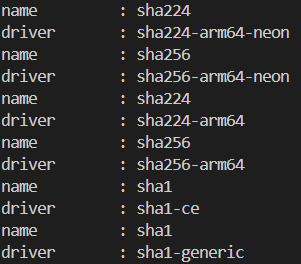 name         : sha224
driver       : sha224-arm64-neon
name         : sha256
driver       : sha256-arm64-neon
name         : sha224
driver       : sha224-arm64
name         : sha256
driver       : sha256-arm64
name         : sha1
driver       : sha1-ce
name         : sha1
driver       : sha1-generic